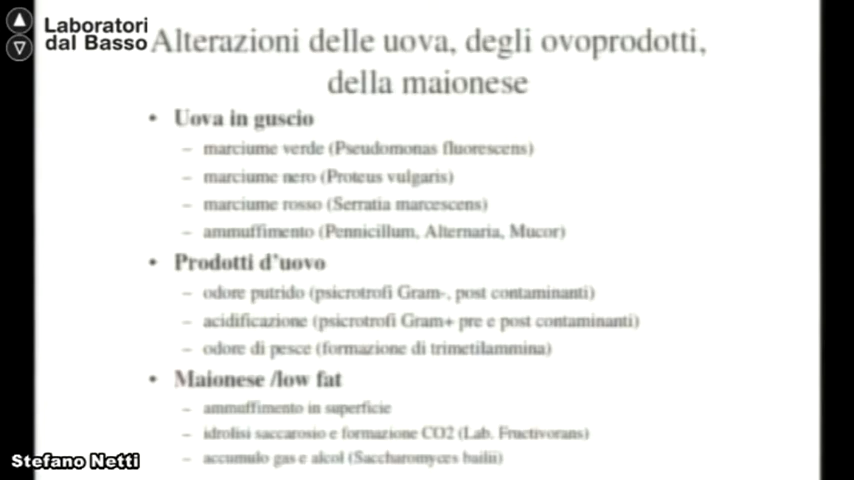 Laboratori
dal Basso
Alterazioni delle uova, degli ovoprodotti,
della maionese
• Uova in guscio
– marciume verde (Pseudomonas fluorescens)
– marciume nero (Proteus vulgaris)
– marciume rosso (Serratia marcescens)
– ammuffimento (Pennicillum, Alternaria, Mucor)
• Prodotti d'uovo
– odore putrido (psicrotrofi Gram-, post contaminanti)
– acidificazione (psicrotrofi Gram+ pre e post contaminanti)
– odore di pesce (formazione di trimetilammina)
• Maionese /low fat
– ammuffimento in superficie
– idrolisi saccarosio e formazione CO2 (Lab. Fructivorans)
– accumulo gas e alcol (Saccharomyces bailii)
Stefano Netti